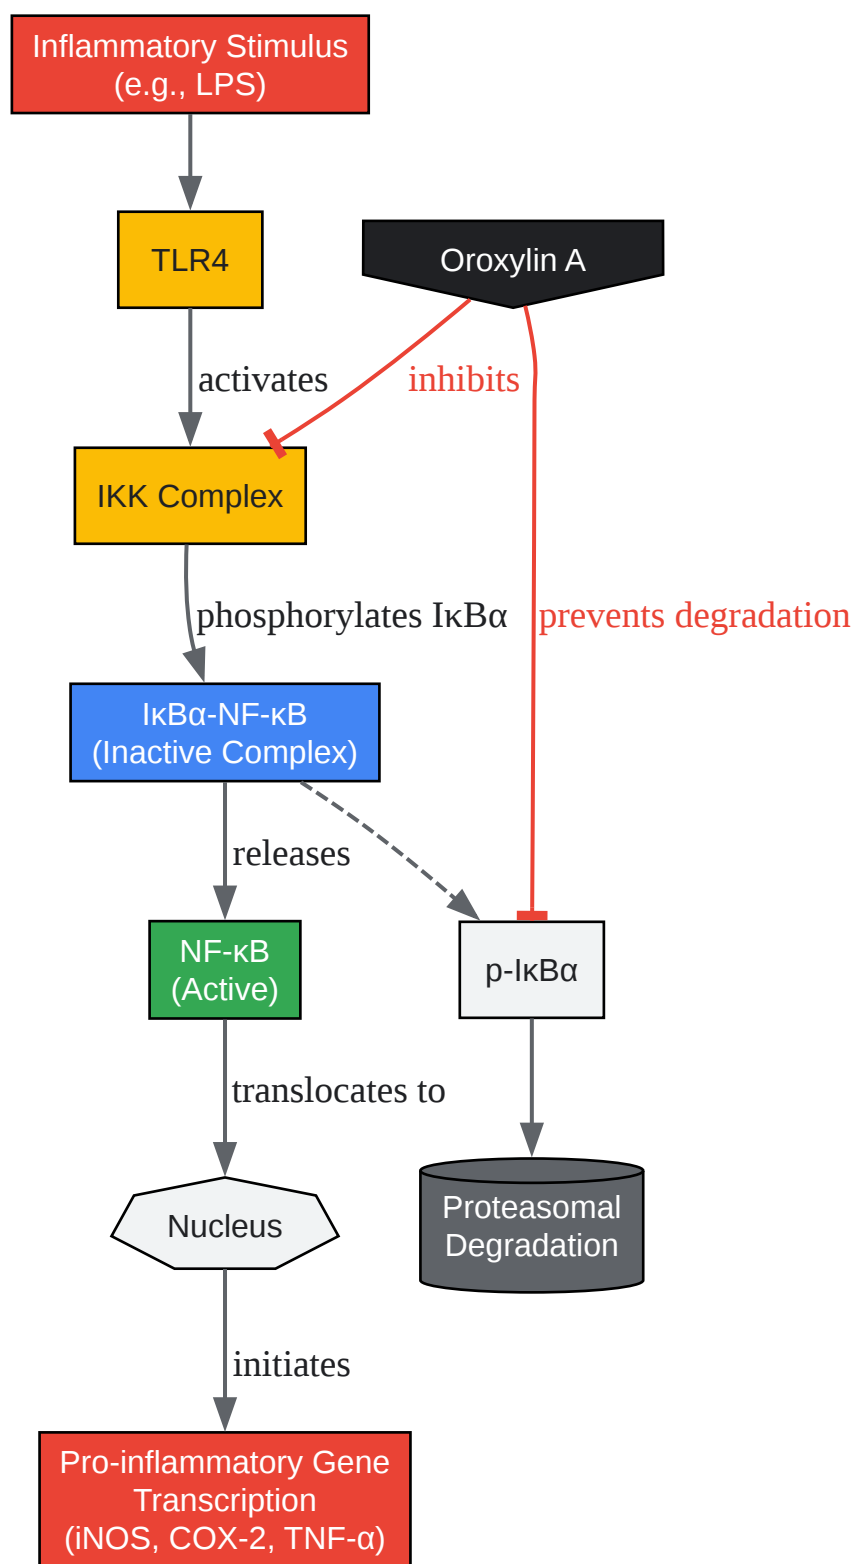 Inflammatory Stimulus
(e.g., LPS)
TLR4
Oroxylin A
activates
inhibits
IKK Complex
phosphorylates IκBα
prevents degradation
IκBα-NF-κB
(Inactive Complex)
releases
NF-κB
(Active)
p-IκBα
translocates to
Nucleus
Proteasomal
Degradation
initiates
Pro-inflammatory Gene
Transcription
(iNOS, COX-2, TNF-α)